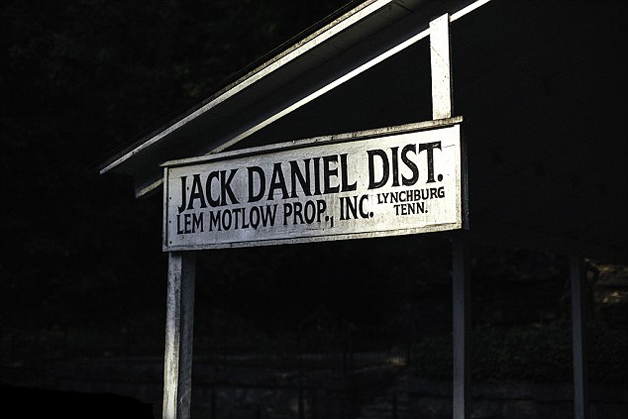 JACK DANIEL DIST.
LEM MOTLOW PROP., INC.
LYNCHBURG
TENN.